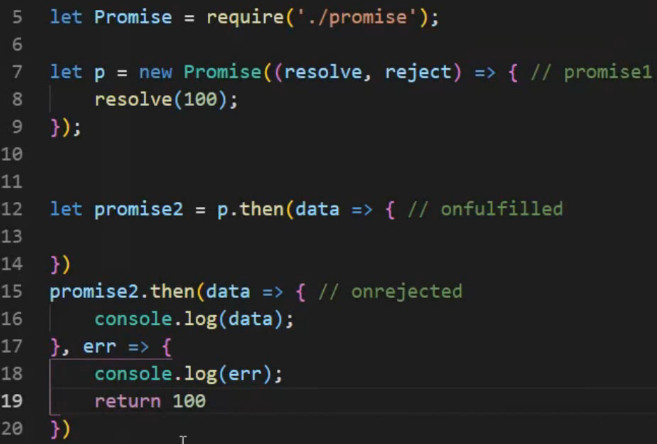 5 let Promise = require('./promise');
6
7 let p = new Promise((resolve, reject) => { // promise1
8     resolve(100);
9 });
10
11
12 let promise2 = p.then(data => { // onfulfilled
13
14 })
15 promise2.then(data => { // onrejected
16     console.log(data);
17 }, err => {
18     console.log(err);
19     return 100
20 })